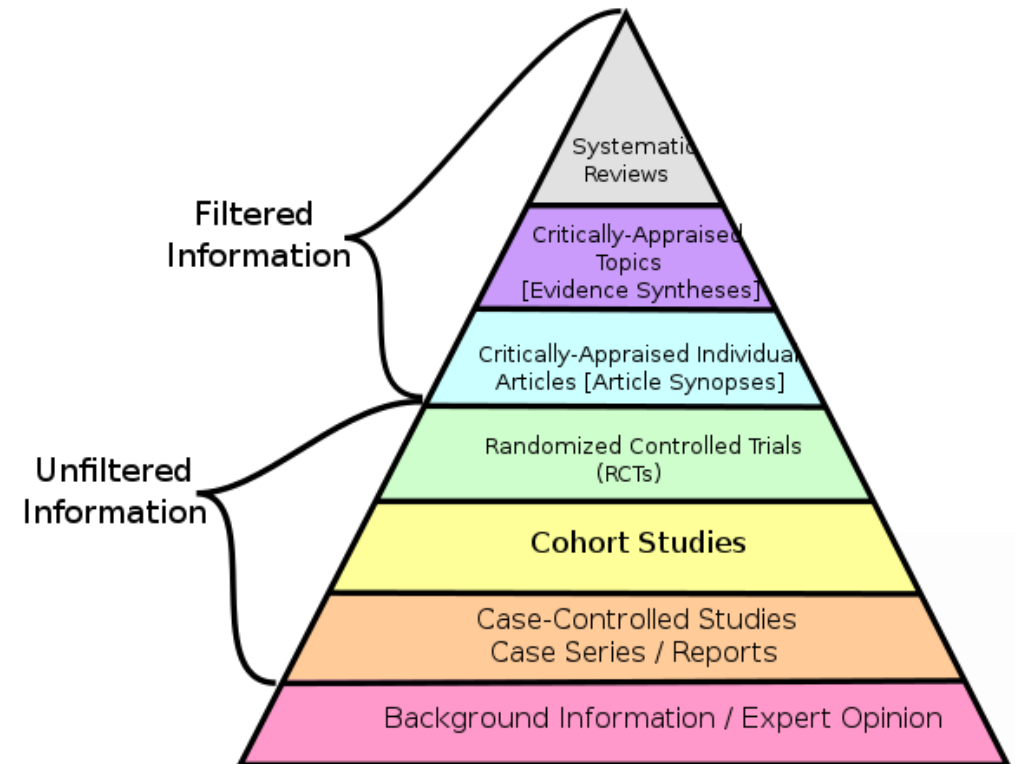 Systematic
Reviews
Filtered
Information
Critically-Appraised
Topics
[Evidence Syntheses]
Critically-Appraised Individual
Articles [Article Synopses]
Randomized Controlled Trials
(RCTs)
Unfiltered
Information
Cohort Studies
Case-Controlled Studies
Case Series / Reports
Background Information / Expert Opinion